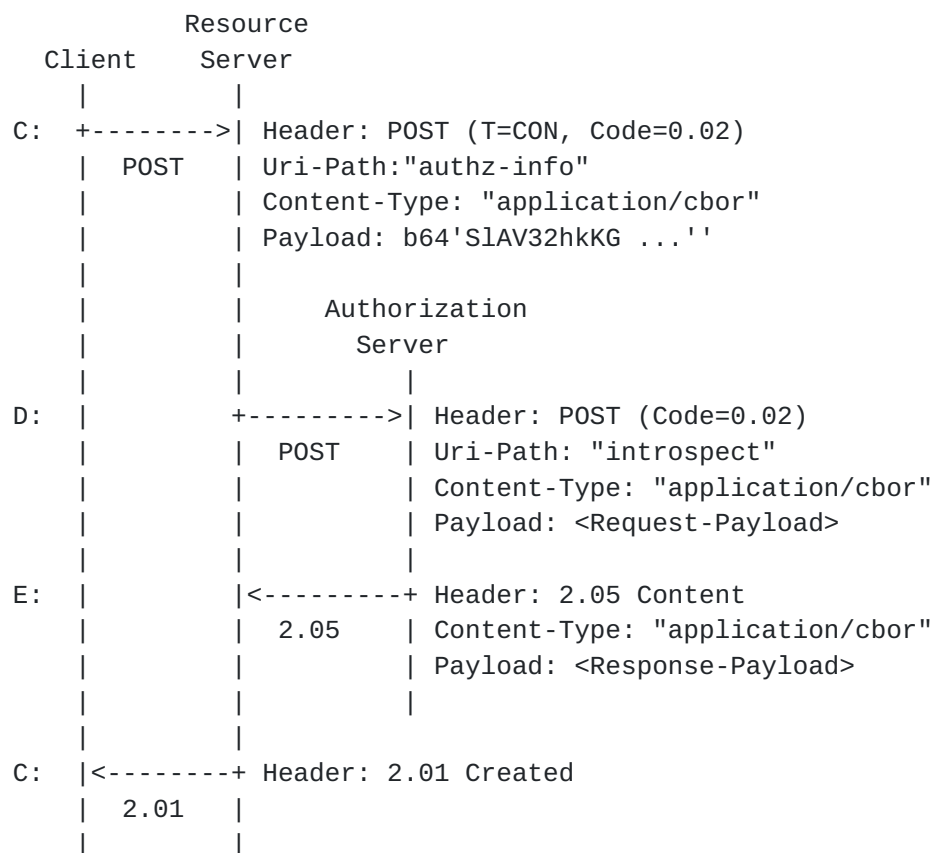 Resource
Client Server
| |
C: +-------->| Header: POST (T=CON, Code=0.02)
| POST | Uri-Path:"authz-info"
| | Content-Type: "application/cbor"
| | Payload: b64'SlAV32hkKG ...''
| |
| | Authorization
| | Server
| | |
D: | +--------->| Header: POST (Code=0.02)
| | POST | Uri-Path: "introspect"
| | | Content-Type: "application/cbor"
| | | Payload: <Request-Payload>
| | |
E: | |<---------+ Header: 2.05 Content
| | 2.05 | Content-Type: "application/cbor"
| | | Payload: <Response-Payload>
| | |
| |
C: |<--------+ Header: 2.01 Created
| 2.01 |
| |